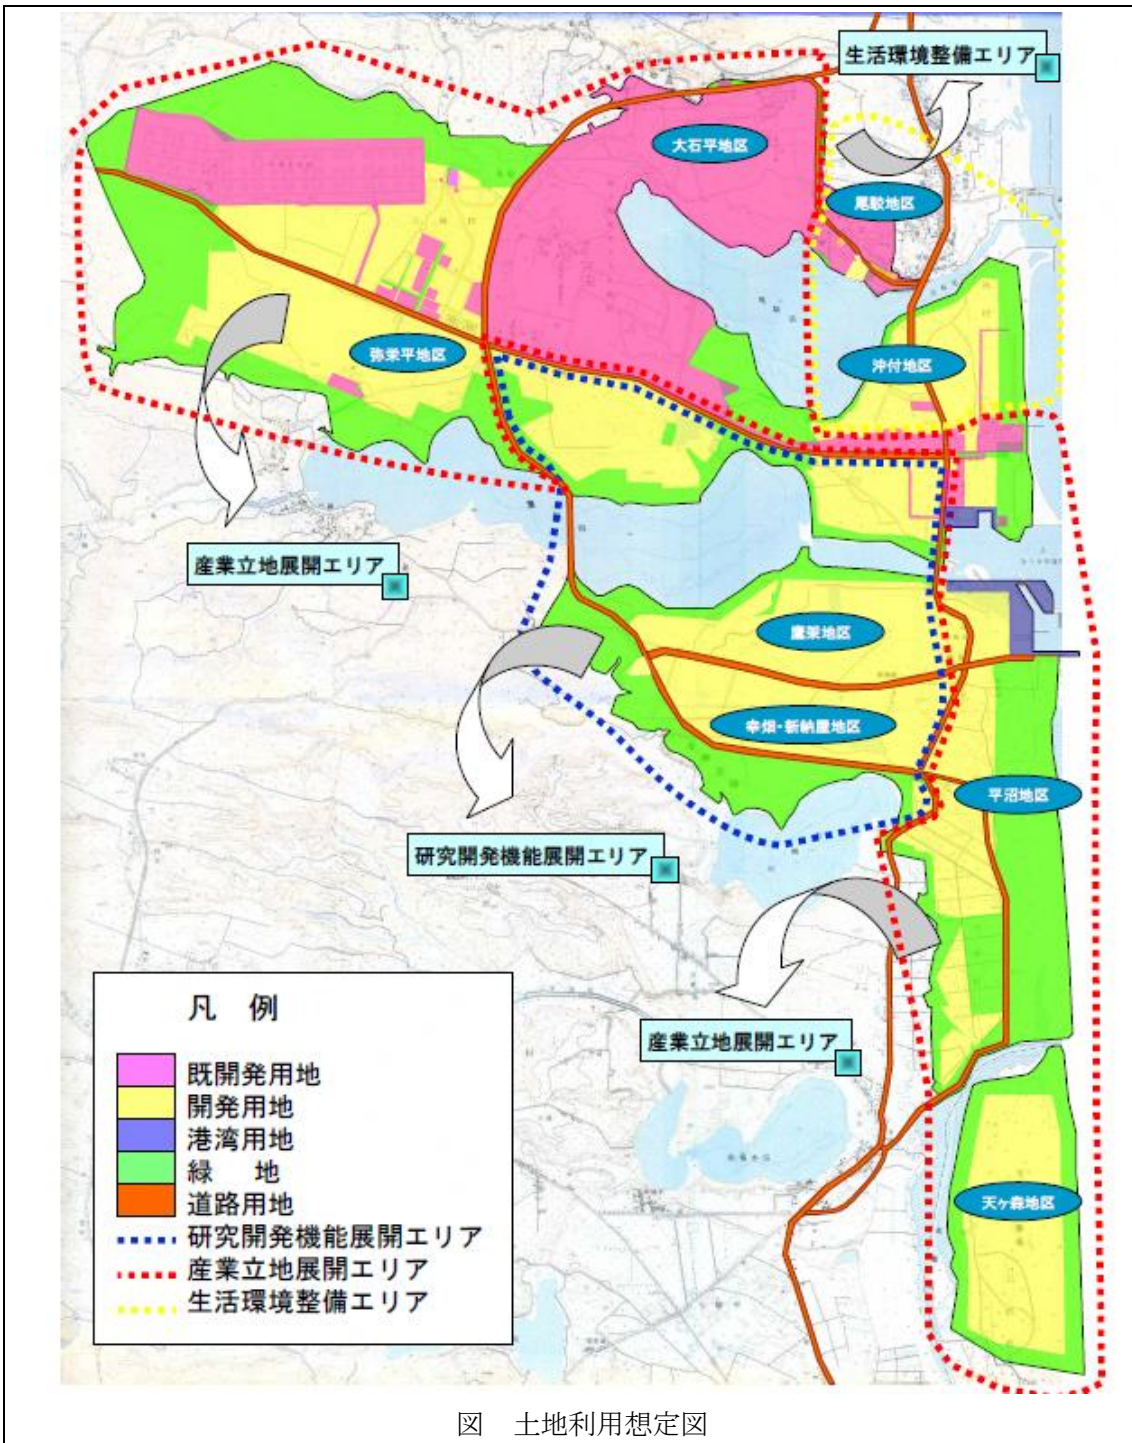 生活環境整備エリア
大石平地区
尾駮地区
弥栄平地区
沖付地区
産業立地展開エリア
鷹架地区
幸畑・新納屋地区
平沼地区
研究開発機能展開エリア
産業立地展開エリア
天ヶ森地区
凡 例
既開発用地
開発用地
港湾用地
緑 地
道路用地
研究開発機能展開エリア
産業立地展開エリア
生活環境整備エリア
図 土地利用想定図